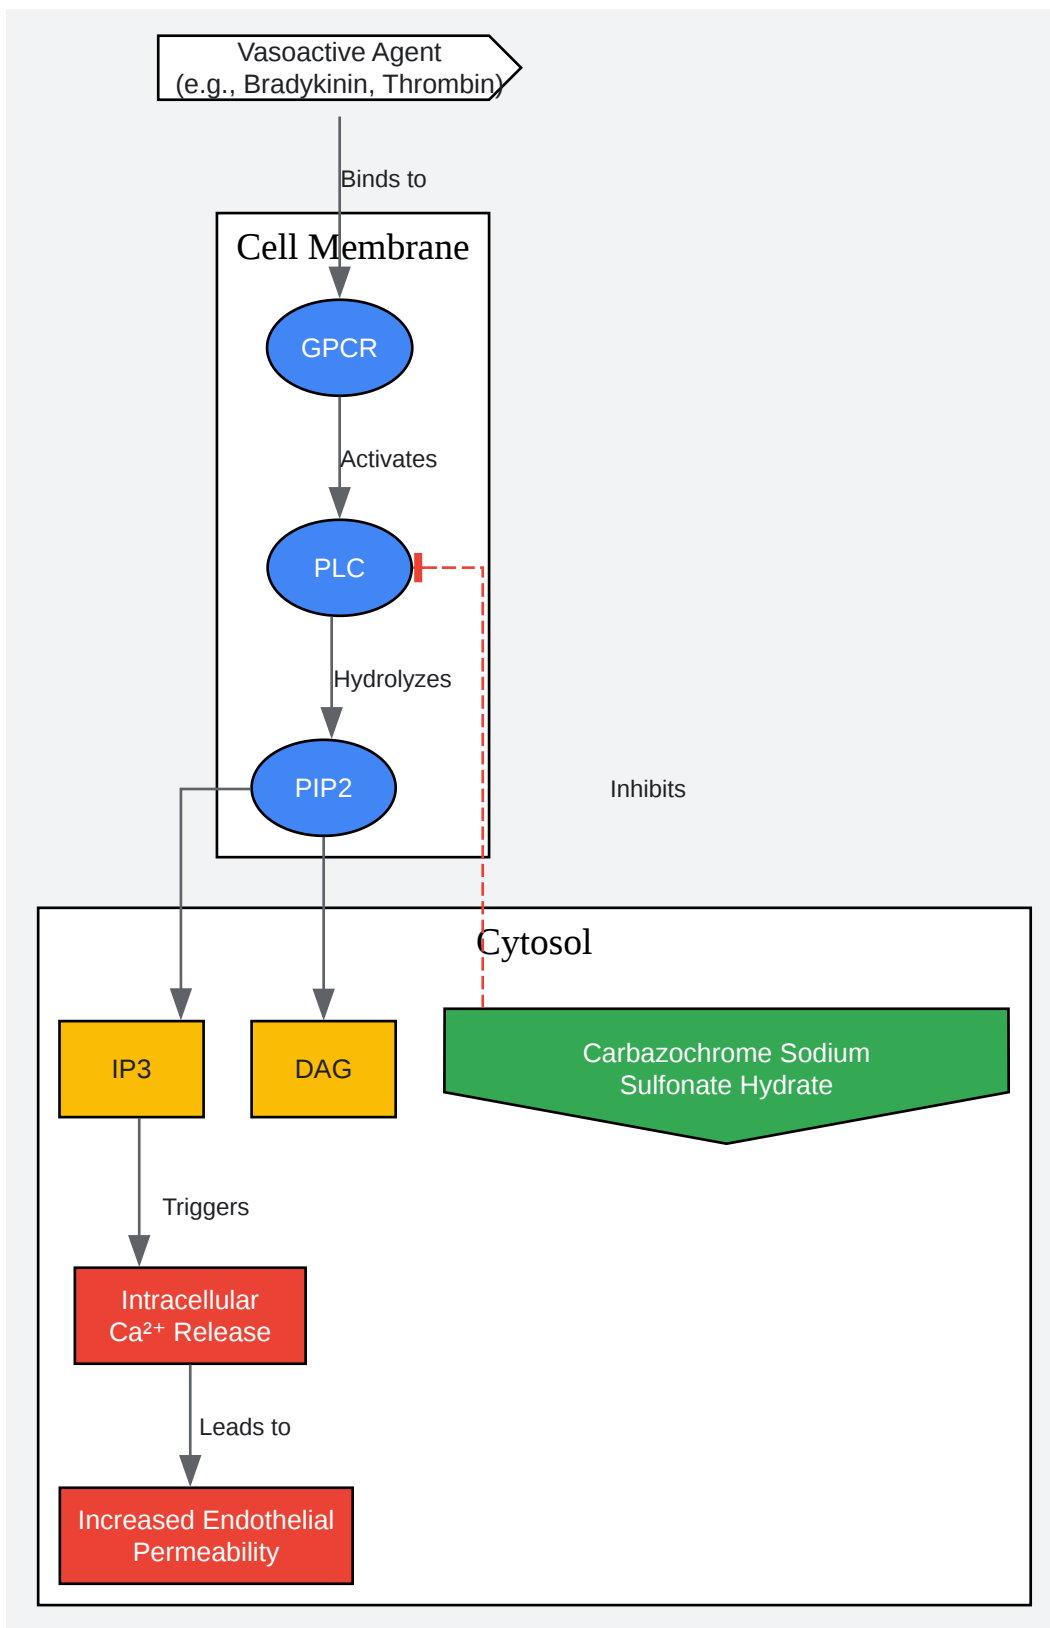 Vasoactive Agent
(e.g., Bradykinin, Thrombin)
Binds to
Cell Membrane
GPCR
Activates
PLC
Hydrolyzes
PIP2
Inhibits
Cytosol
IP3
DAG
Carbazochrome Sodium
Sulfonate Hydrate
Triggers
Intracellular
Ca²⁺ Release
Leads to
Increased Endothelial
Permeability